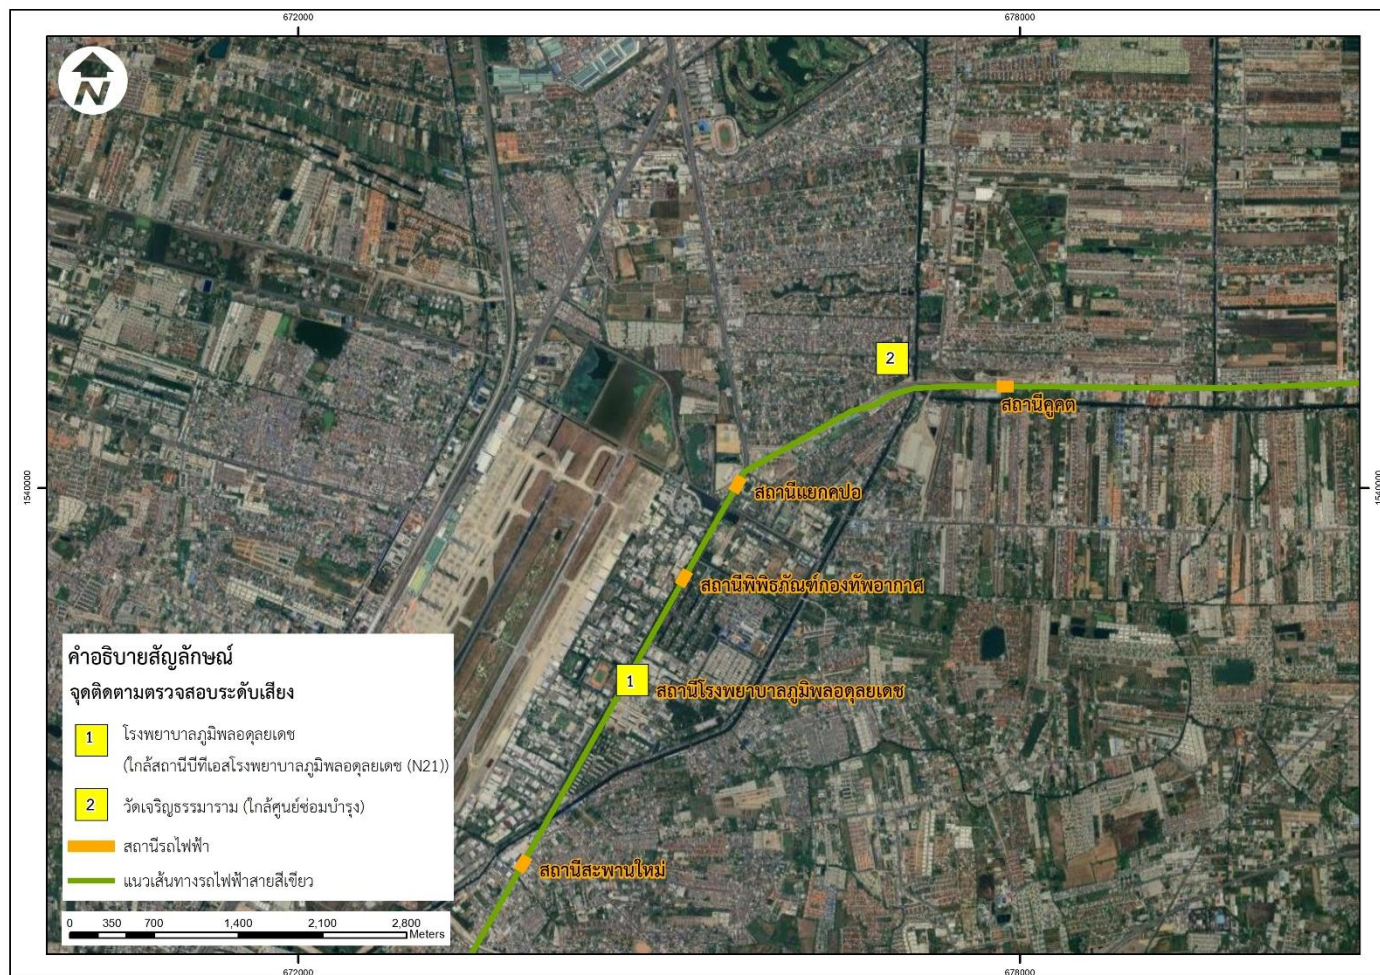 672000
678000
N
2
สถานีคูคต
1540000
สถานีแยกคปอ
1540000
สถานีพิพิธภัณฑ์กองทัพอากาศ
1
สถานีโรงพยาบาลภูมิพลอดุลยเดช
สถานีสะพานใหม่
คำอธิบายสัญลักษณ์
จุดติดตามตรวจสอบระดับเสียง
1 โรงพยาบาลภูมิพลอดุลยเดช
(ใกล้สถานีบีทีเอสโรงพยาบาลภูมิพลอดุลยเดช (N21))
2 วัดเจริญธรรมาราม (ใกล้ศูนย์ซ่อมบำรุง)
สถานีรถไฟฟ้า
แนวเส้นทางรถไฟฟ้าสายสีเขียว
0 350 700 1,400 2,100 2,800
Meters
672000
678000